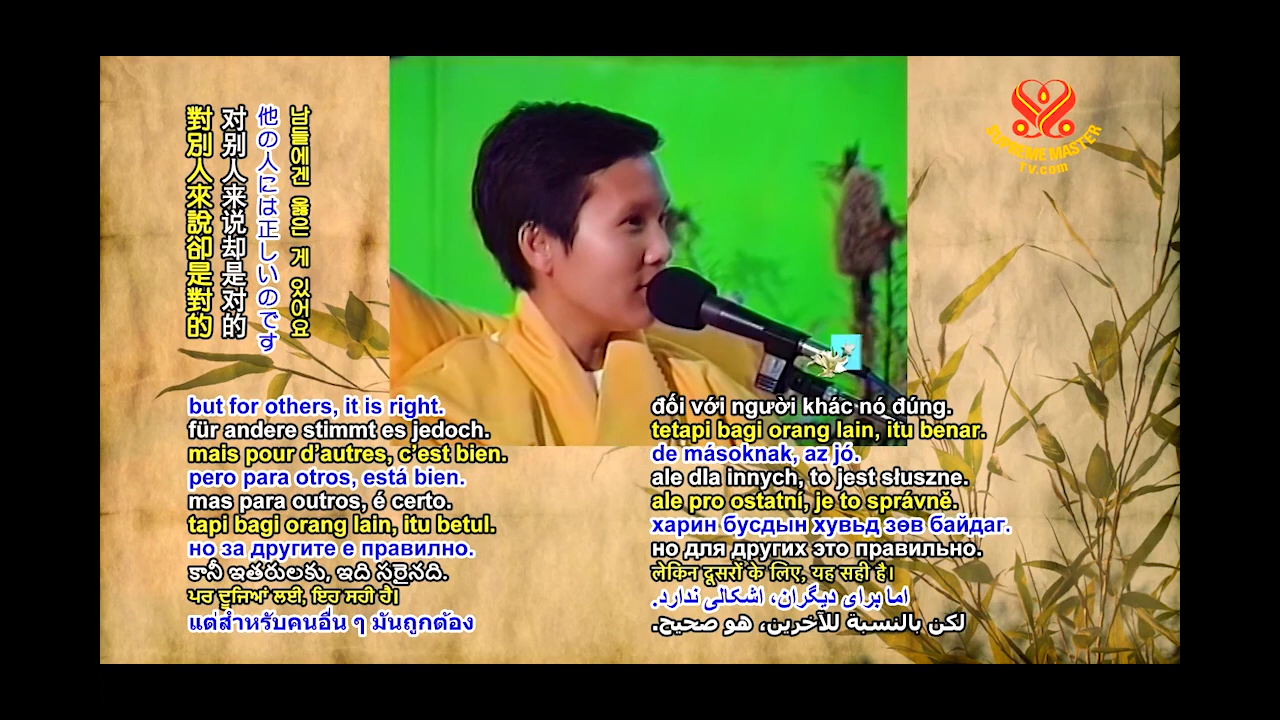 對別人來說卻是對的
对别人来说却是对的
他の人には正しいのです
남들에겐 옳은 게 있어요
SUPREME MASTER
TV.com
but for others, it is right.
für andere stimmt es jedoch.
mais pour d’autres, c’est bien.
pero para otros, está bien.
mas para outros, é certo.
tapi bagi orang lain, itu betul.
но за другите е правилно.
కానీ ఇతరులకు, ఇది సరైనది.
ਪਰ ਦੂਜਿਆਂ ਲਈ, ਇਹ ਸਹੀ ਹੈ।
แต่สำหรับคนอื่น ๆ มันถูกต้อง
đối với người khác nó đúng.
tetapi bagi orang lain, itu benar.
de másoknak, az jó.
ale dla innych, to jest słuszne.
ale pro ostatní, je to správně.
харин бусдын хувьд зөв байдаг.
но для других это правильно.
लेकिन दूसरों के लिए, यह सही है।
اما برای دیگران، اشکالی ندارد.
لكن بالنسبة للآخرين، هو صحيح.